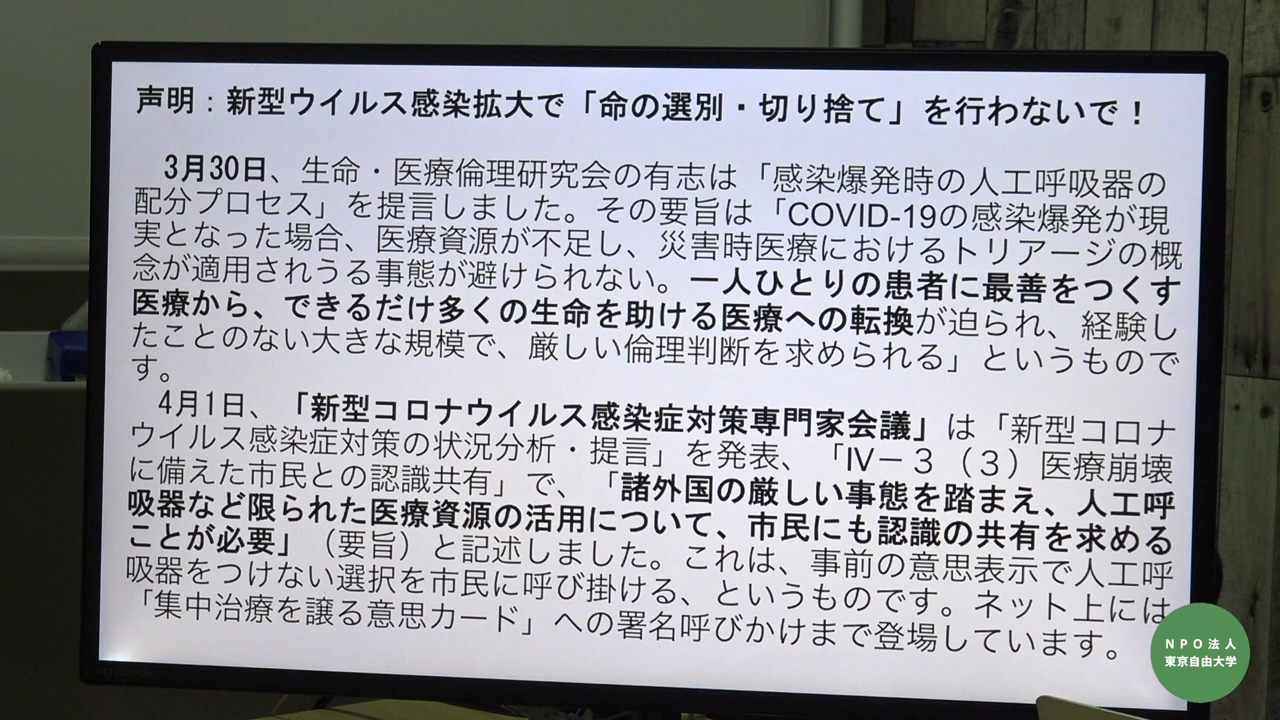 声明：新型ウイルス感染拡大で「命の選別・切り捨て」を行わないで！
3月30日、生命・医療倫理研究会の有志は「感染爆発時の人工呼吸器の
配分プロセス」を提言しました。その要旨は「COVID-19の感染爆発が現
実となった場合、医療資源が不足し、災害時医療におけるトリアージの概
念が適用されうる事態が避けられない。一人ひとりの患者に最善をつくす
医療から、できるだけ多くの生命を助ける医療への転換が迫られ、経験し
たことのない大きな規模で、厳しい倫理判断を求められる」というもので
す。
4月1日、「新型コロナウイルス感染症対策専門家会議」は「新型コロナ
ウイルス感染症対策の状況分析・提言」を発表、「Ⅳ－３（３）医療崩壊
に備えた市民との認識共有」で、「諸外国の厳しい事態を踏まえ、人工呼
吸器など限られた医療資源の活用について、市民にも認識の共有を求める
ことが必要」（要旨）と記述しました。これは、事前の意思表示で人工呼
吸器をつけない選択を市民に呼び掛ける、というものです。ネット上には
「集中治療を譲る意思カード」への署名呼びかけまで登場しています。
NPO法人
東京自由大学